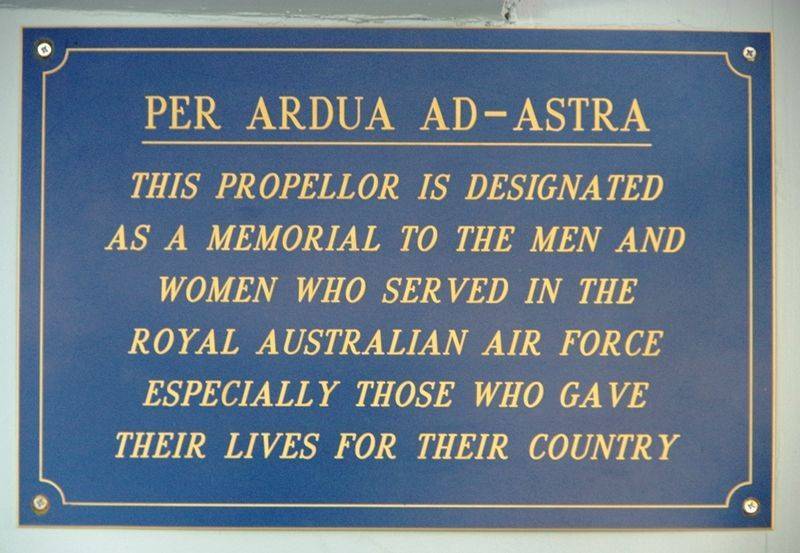 PER ARDUA AD-ASTRA
THIS PROPELLOR IS DESIGNATED
AS A MEMORIAL TO THE MEN AND
WOMEN WHO SERVED IN THE
ROYAL AUSTRALIAN AIR FORCE
ESPECIALLY THOSE WHO GAVE
THEIR LIVES FOR THEIR COUNTRY